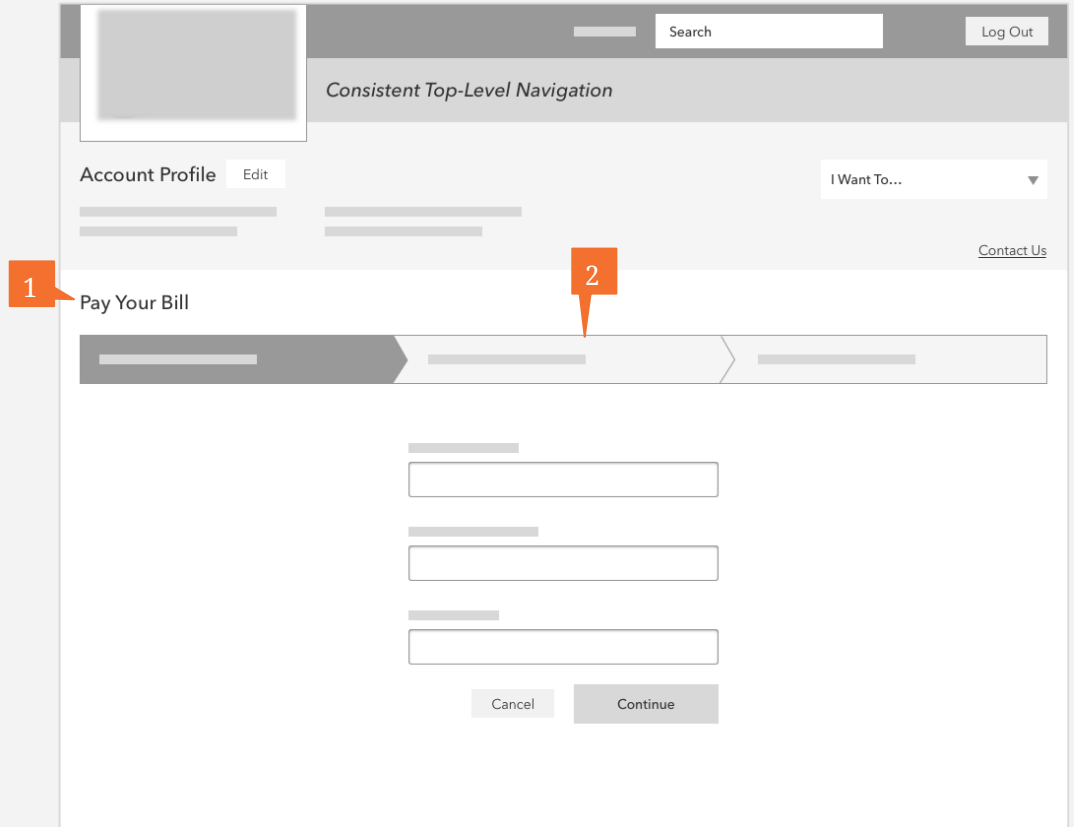 Search
Log Out
Consistent Top-Level Navigation
Account Profile
Edit
I Want To...
Contact Us
1
2
Pay Your Bill
Cancel
Continue